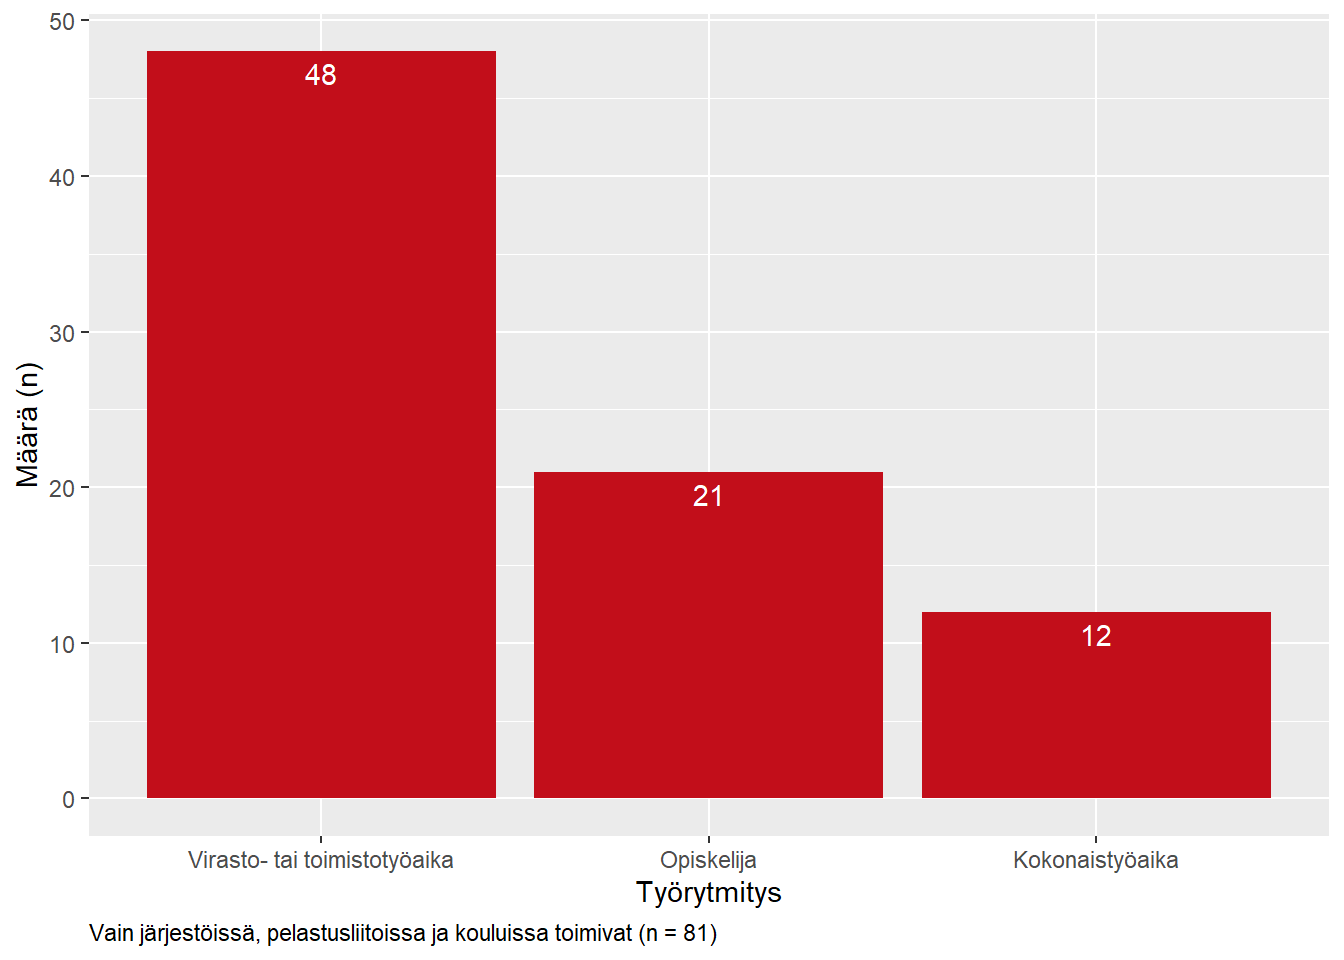 50
40
30
20
10
0
Määrä (n)
48
21
12
Virasto- tai toimistotyöaika
Opiskelija
Kokonaistyöaika
Työrytmitys
Vain järjestöissä, pelastusliitoissa ja kouluissa toimivat (n = 81)